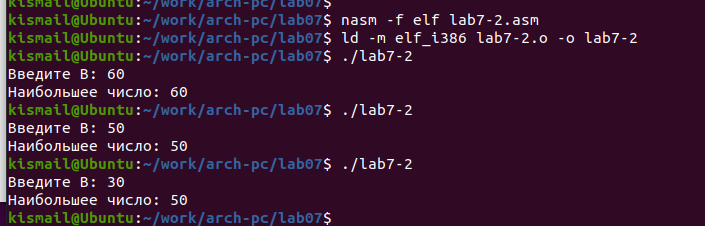 kismail@Ubuntu:~/work/arch-pc/lab07$
kismail@Ubuntu:~/work/arch-pc/lab07$ nasm -f elf lab7-2.asm
kismail@Ubuntu:~/work/arch-pc/lab07$ ld -m elf_i386 lab7-2.o -o lab7-2
kismail@Ubuntu:~/work/arch-pc/lab07$ ./lab7-2
Введите В: 60
Наибольшее число: 60
kismail@Ubuntu:~/work/arch-pc/lab07$ ./lab7-2
Введите В: 50
Наибольшее число: 50
kismail@Ubuntu:~/work/arch-pc/lab07$ ./lab7-2
Введите В: 30
Наибольшее число: 50
kismail@Ubuntu:~/work/arch-pc/lab07$